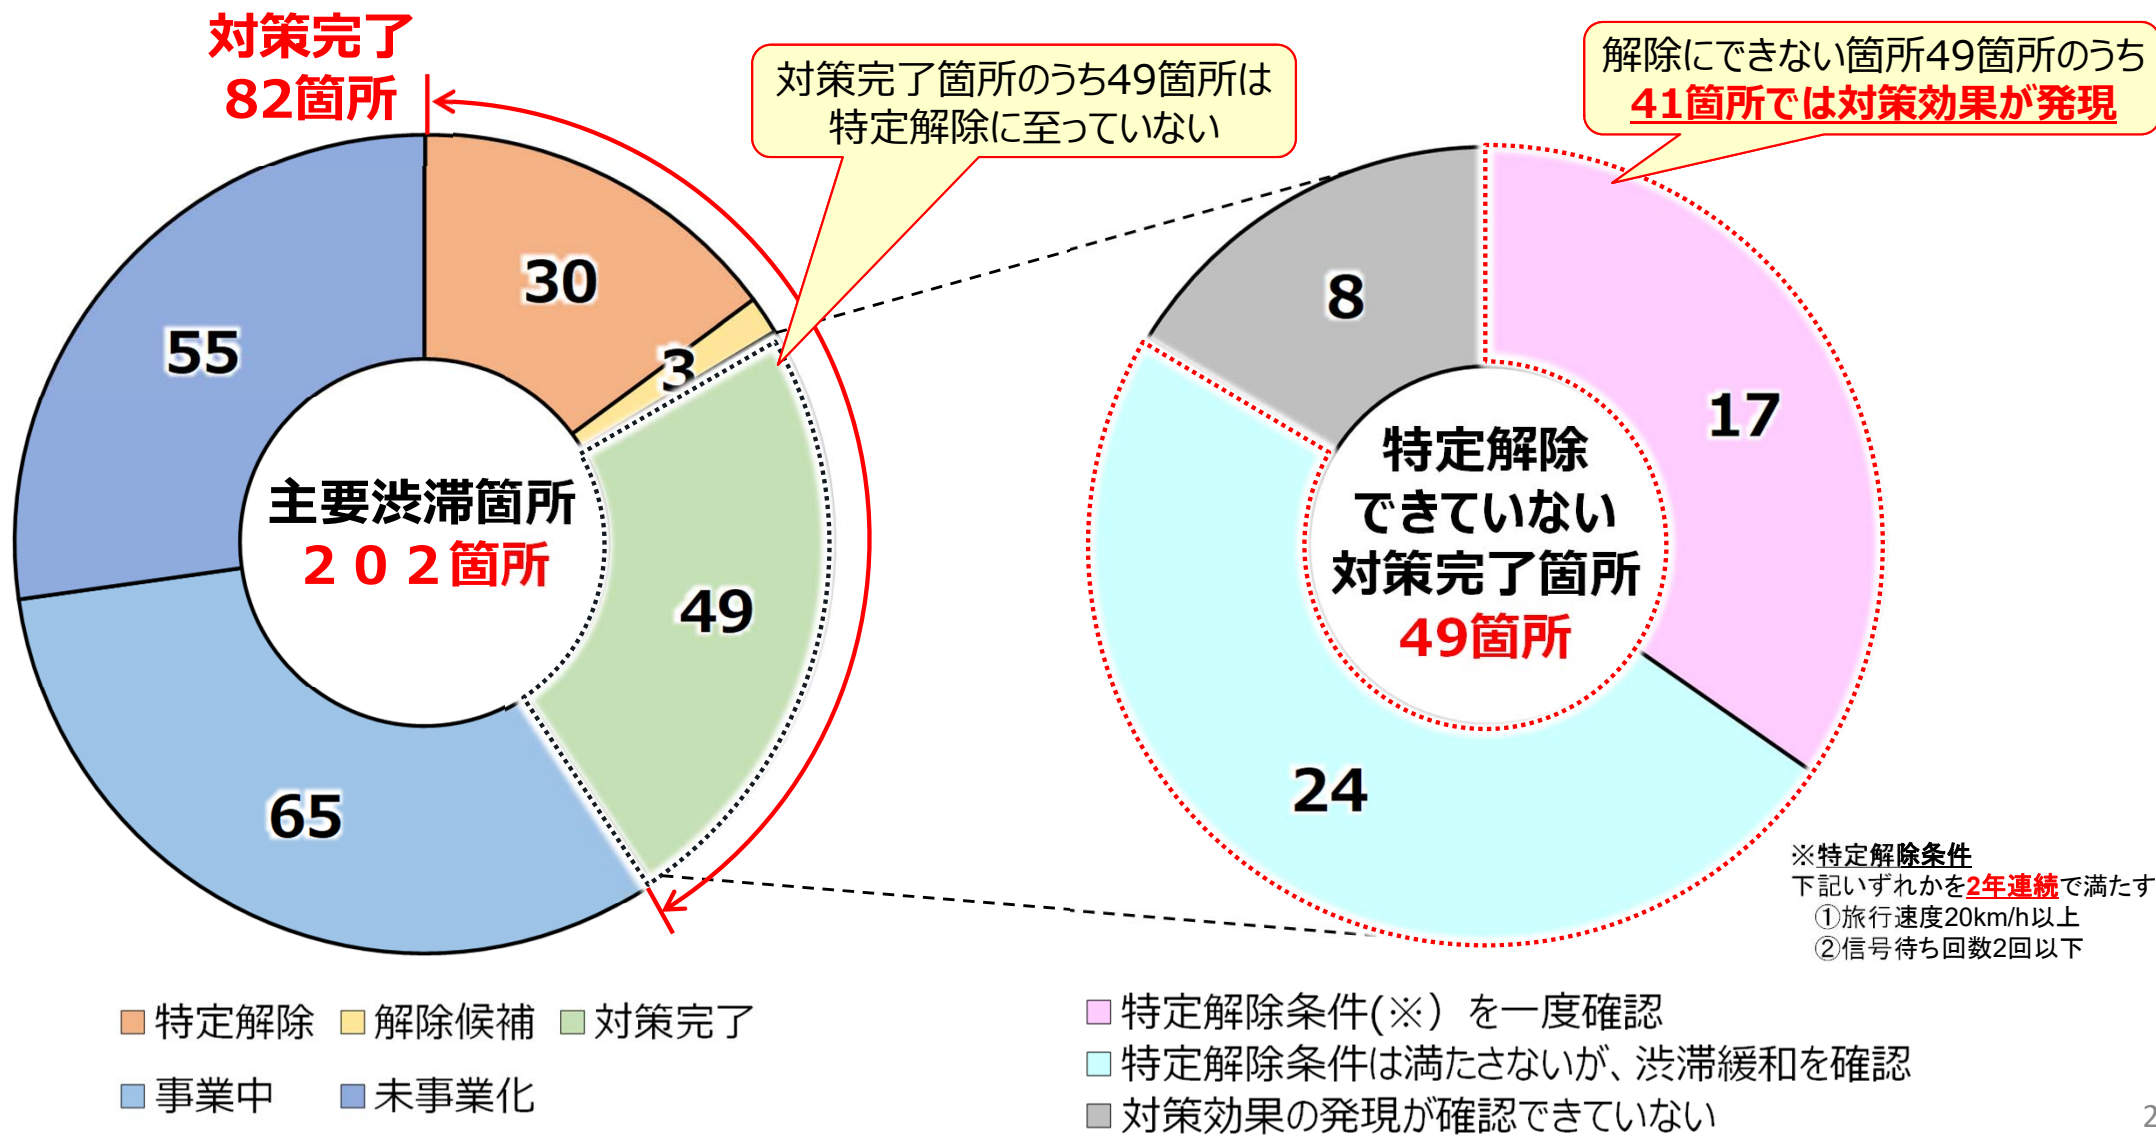 対策完了
82箇所
対策完了箇所のうち49箇所は
特定解除に至っていない
解除にできない箇所49箇所のうち
41箇所では対策効果が発現
30
3
49
65
55
主要渋滞箇所
２０２箇所
8
17
24
特定解除
できていない
対策完了箇所
49箇所
※特定解除条件
下記いずれかを2年連続で満たす
①旅行速度20km/h以上
②信号待ち回数2回以下
特定解除 解除候補 対策完了
事業中 未事業化
特定解除条件(※）を一度確認
特定解除条件は満たさないが、渋滞緩和を確認
対策効果の発現が確認できていない
2